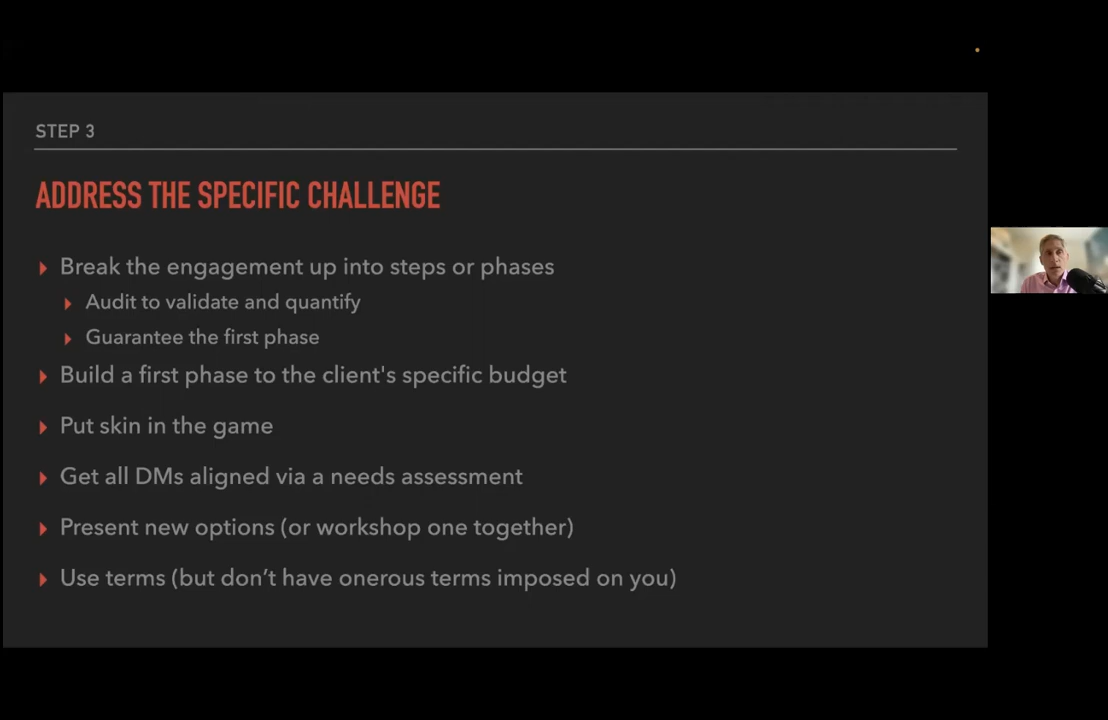 STEP 3
ADDRESS THE SPECIFIC CHALLENGE
Break the engagement up into steps or phases
Audit to validate and quantify
Guarantee the first phase
Build a first phase to the client's specific budget
Put skin in the game
Get all DMs aligned via a needs assessment
Present new options (or workshop one together)
Use terms (but don’t have onerous terms imposed on you)